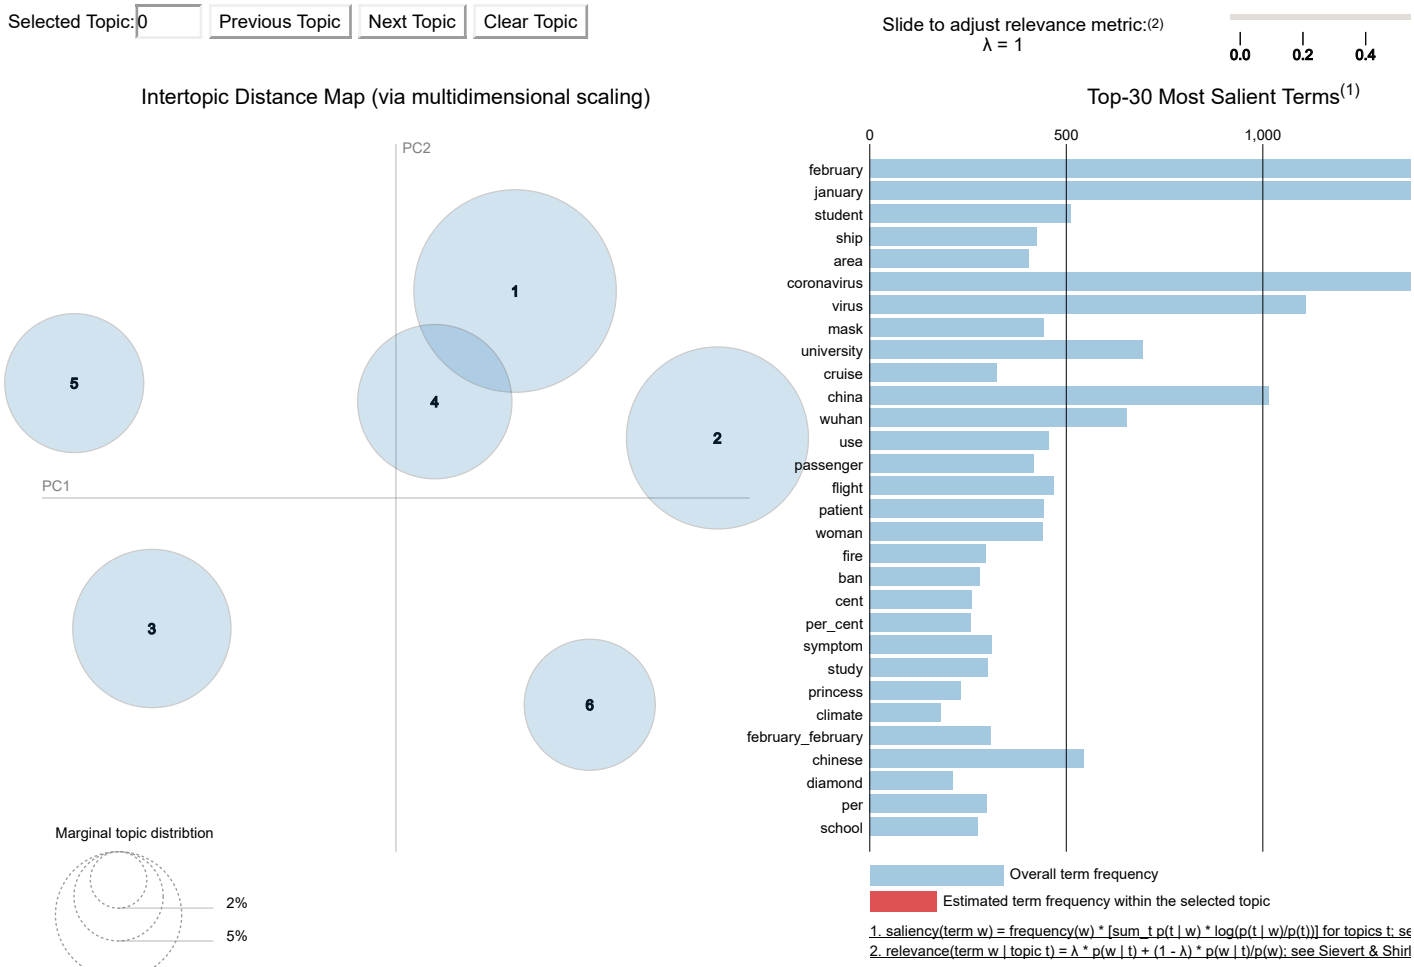 Selected Topic: 0 Previous Topic Next Topic Clear Topic
Slide to adjust relevance metric:(2)
λ = 1
0.0 0.2 0.4
Intertopic Distance Map (via multidimensional scaling)
PC2
PC1
1
5
4
2
3
6
Marginal topic distribtion
2%
5%
Top-30 Most Salient Terms(1)
0 500 1,000
february
january
student
ship
area
coronavirus
virus
mask
university
cruise
china
wuhan
use
passenger
flight
patient
woman
fire
ban
cent
per_cent
symptom
study
princess
climate
february_february
chinese
diamond
per
school
Overall term frequency
Estimated term frequency within the selected topic
1. saliency(term w) = frequency(w) * [sum_t p(t | w) * log(p(t | w)/p(t))] for topics t; se
2. relevance(term w | topic t) = λ * p(w | t) + (1 - λ) * p(w | t)/p(w); see Sievert & Shirl